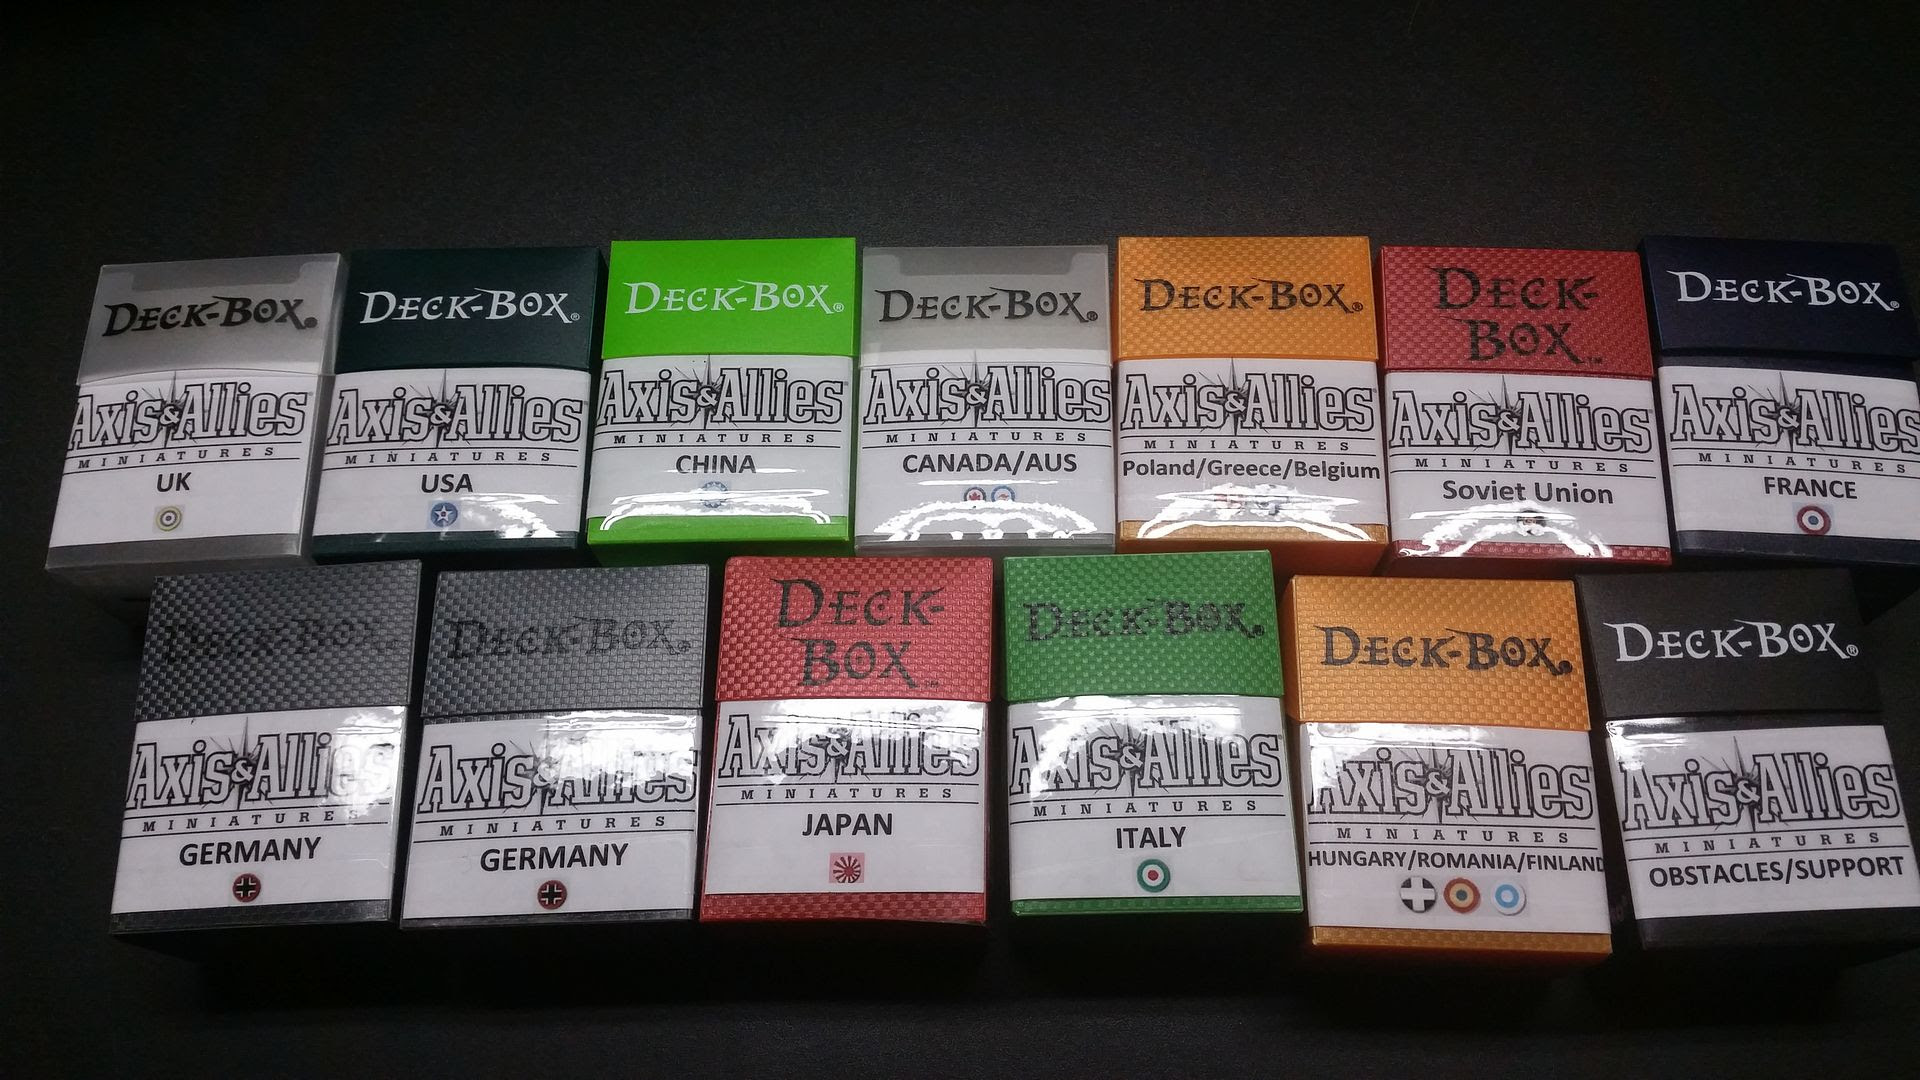 DECK-BOX®
Axis & Allies
MINIATURES
UK
DECK-BOX®
Axis & Allies
MINIATURES
USA
DECK-BOX®
Axis & Allies
MINIATURES
CHINA
DECK-BOX®
Axis & Allies
MINIATURES
CANADA/AUS
DECK-BOX®
Axis & Allies
MINIATURES
Poland/Greece/Belgium
DECK-
BOX™
Axis & Allies
MINIATURES
Soviet Union
DECK-BOX®
Axis & Allies
MINIATURES
FRANCE
DECK-BOX
Axis & Allies
MINIATURES
GERMANY
DECK-BOX®
Axis & Allies
MINIATURES
GERMANY
DECK-
BOX™
Axis & Allies
MINIATURES
JAPAN
DECK-BOX®
Axis & Allies
MINIATURES
ITALY
DECK-BOX®
Axis & Allies
MINIATURES
HUNGARY/ROMANIA/FINLAND
DECK-BOX®
Axis & Allies
MINIATURES
OBSTACLES/SUPPORT